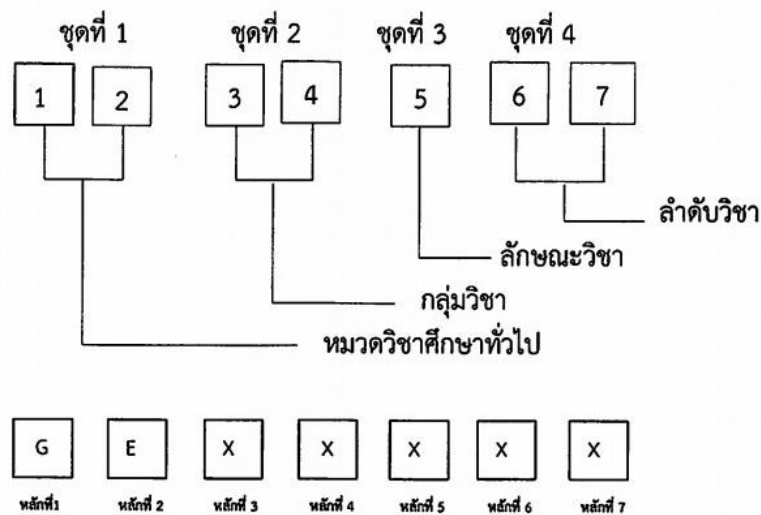 ชุดที่ 1 ชุดที่ 2 ชุดที่ 3 ชุดที่ 4
1 2 3 4 5 6 7
ลำดับวิชา
ลักษณะวิชา
กลุ่มวิชา
หมวดวิชาศึกษาทั่วไป
G E X X X X X
หลักที่1 หลักที่ 2 หลักที่ 3 หลักที่ 4 หลักที่ 5 หลักที่ 6 หลักที่ 7